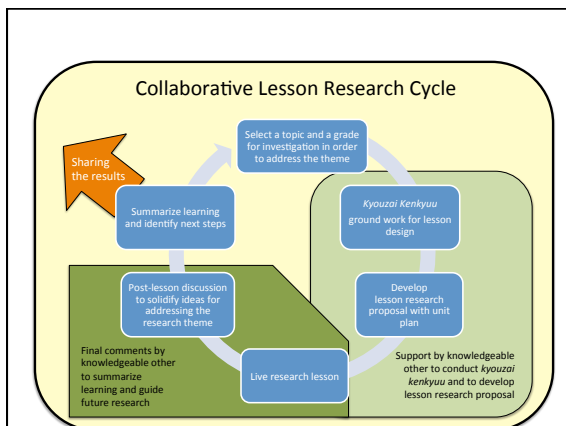 Collaborative Lesson Research Cycle
Select a topic and a grade
for investigation in order
to address the theme
Sharing
the results
Kyouzai Kenkyuu
ground work for lesson
design
Summarize learning
and identify next steps
Develop
lesson research
proposal with unit
plan
Post-lesson discussion
to solidify ideas for
addressing the
research theme
Live research lesson
Final comments by
knowledgeable other
to summarize
learning and guide
future research
Support by knowledgeable
other to conduct kyouzai
kenkyuu and to develop
lesson research proposal